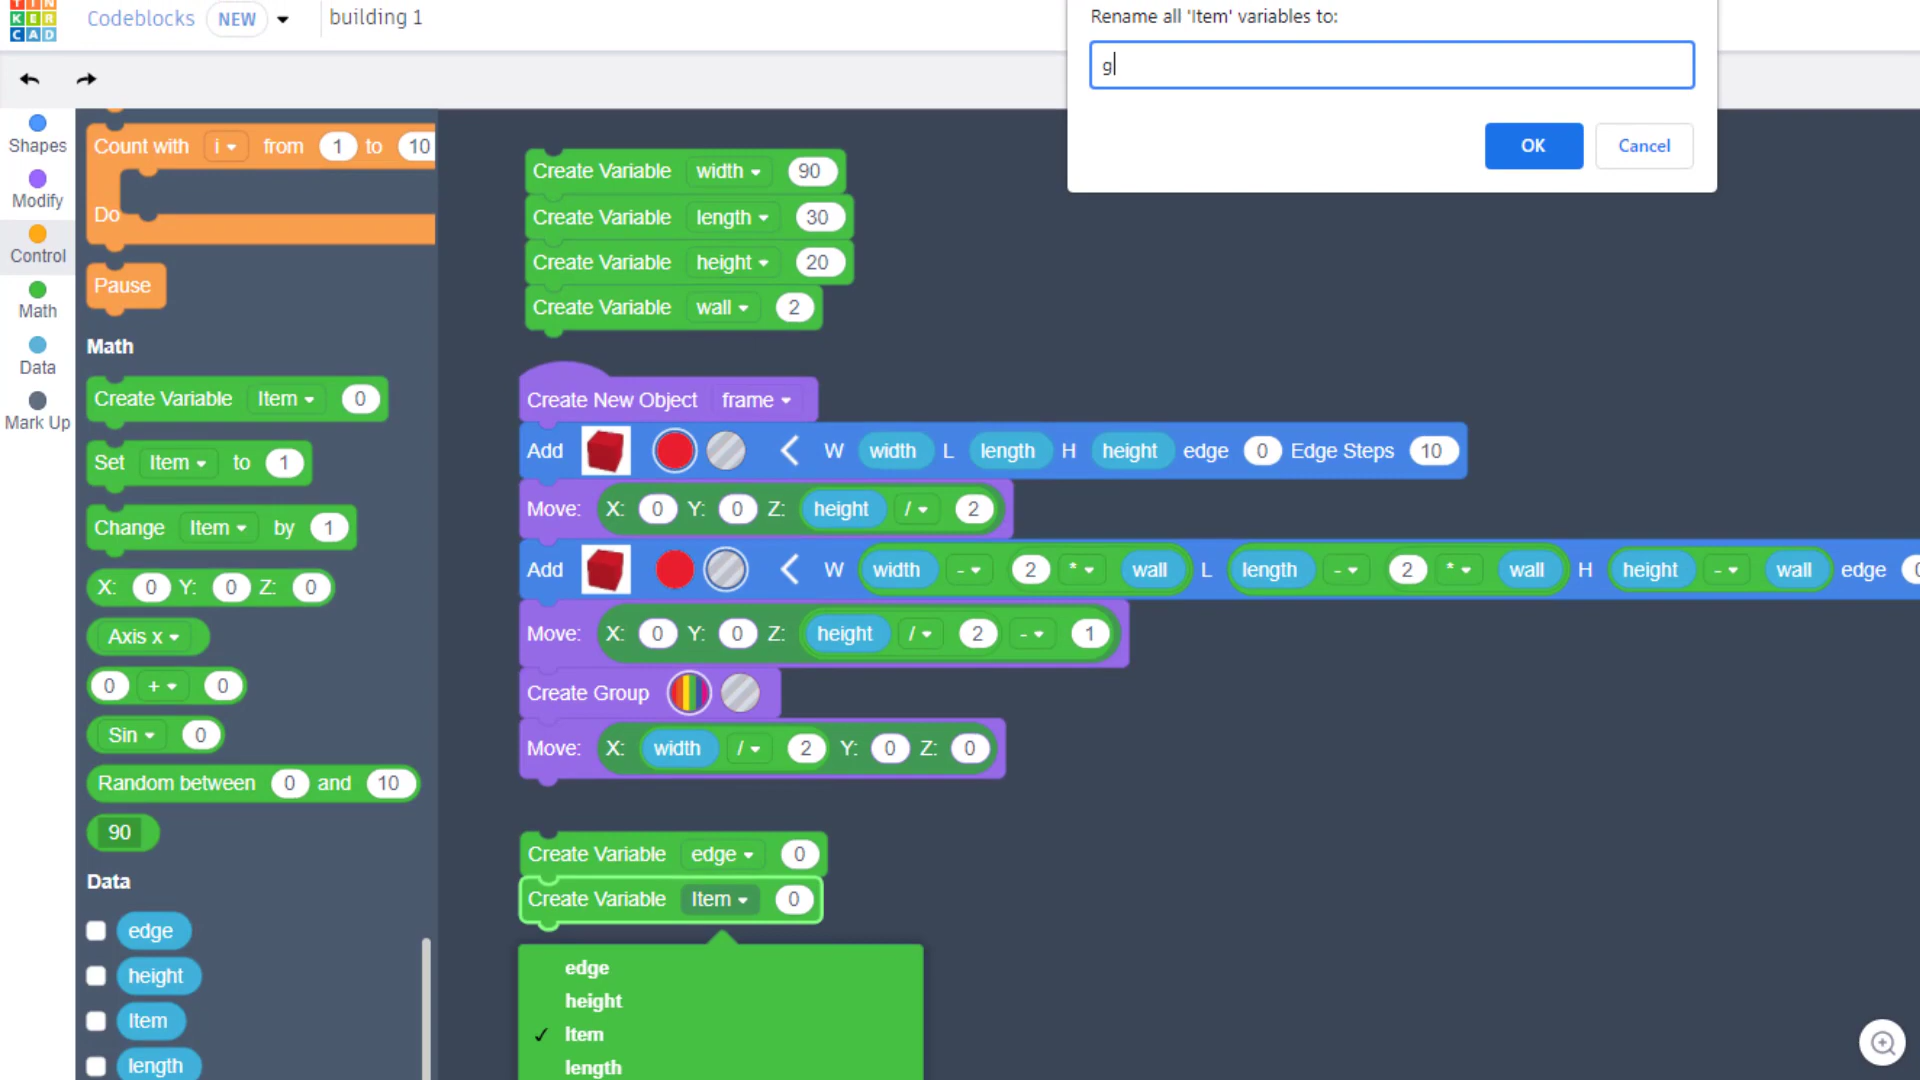 TIN
KER
CAD
Codeblocks NEW building 1
Rename all 'Item' variables to:
g
OK Cancel
Shapes
Modify
Control
Math
Data
Mark Up
Count with i from 1 to 10
Do
Pause
Math
Create Variable Item 0
Set Item to 1
Change Item by 1
X: 0 Y: 0 Z: 0
Axis x
0 + 0
Sin 0
Random between 0 and 10
90
Data
edge
height
Item
length
Create Variable width 90
Create Variable length 30
Create Variable height 20
Create Variable wall 2
Create New Object frame
Add W width L length H height edge 0 Edge Steps 10
Move: X: 0 Y: 0 Z: height / 2
Add W width - 2 * wall L length - 2 * wall H height - wall edge
Move: X: 0 Y: 0 Z: height / 2 - 1
Create Group
Move: X: width / 2 Y: 0 Z: 0
Create Variable edge 0
Create Variable Item 0
edge
height
✓ Item
length